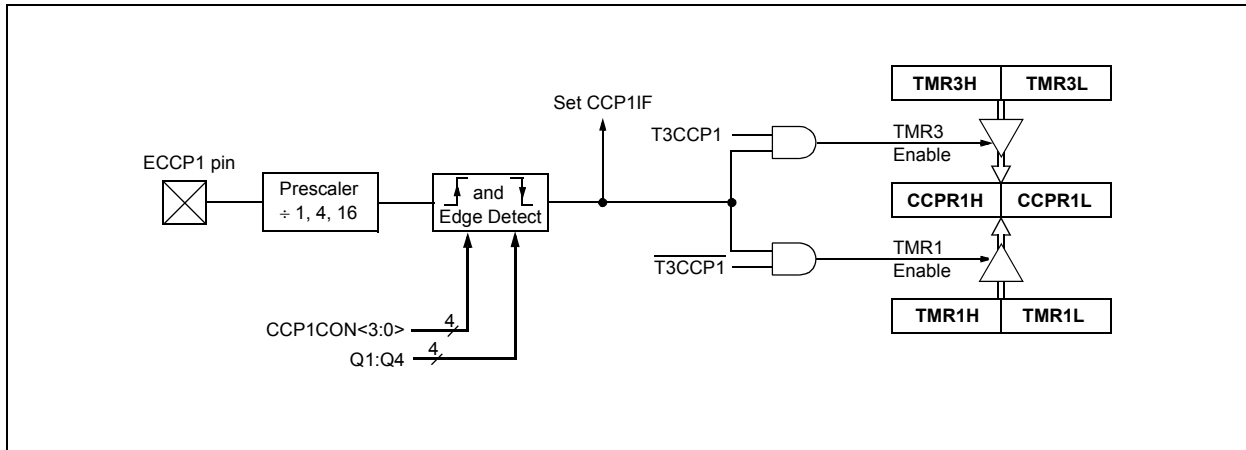 TMR3H TMR3L
Set CCP1IF
T3CCP1
TMR3
Enable
ECCP1 pin
Prescaler
÷ 1, 4, 16
and
Edge Detect
CCPR1H CCPR1L
T3CCP1
TMR1
Enable
TMR1H TMR1L
CCP1CON<3:0>
4
Q1:Q4
4